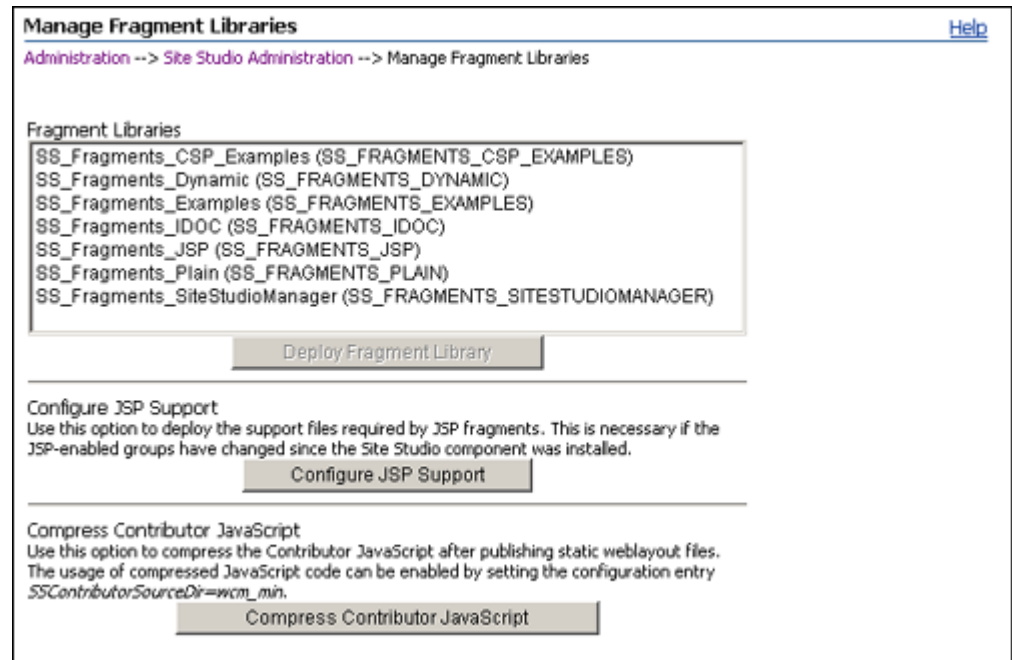 Manage Fragment Libraries
Help
Administration --> Site Studio Administration --> Manage Fragment Libraries
Fragment Libraries
SS_Fragments_CSP_Examples (SS_FRAGMENTS_CSP_EXAMPLES)
SS_Fragments_Dynamic (SS_FRAGMENTS_DYNAMIC)
SS_Fragments_Examples (SS_FRAGMENTS_EXAMPLES)
SS_Fragments_IDOC (SS_FRAGMENTS_IDOC)
SS_Fragments_JSP (SS_FRAGMENTS_JSP)
SS_Fragments_Plain (SS_FRAGMENTS_PLAIN)
SS_Fragments_SiteStudioManager (SS_FRAGMENTS_SITESTUDIOMANAGER)
Deploy Fragment Library
Configure JSP Support
Use this option to deploy the support files required by JSP fragments. This is necessary if the
JSP-enabled groups have changed since the Site Studio component was installed.
Configure JSP Support
Compress Contributor JavaScript
Use this option to compress the Contributor JavaScript after publishing static weblayout files.
The usage of compressed JavaScript code can be enabled by setting the configuration entry
SSContributorSourceDir=wcm_min.
Compress Contributor JavaScript